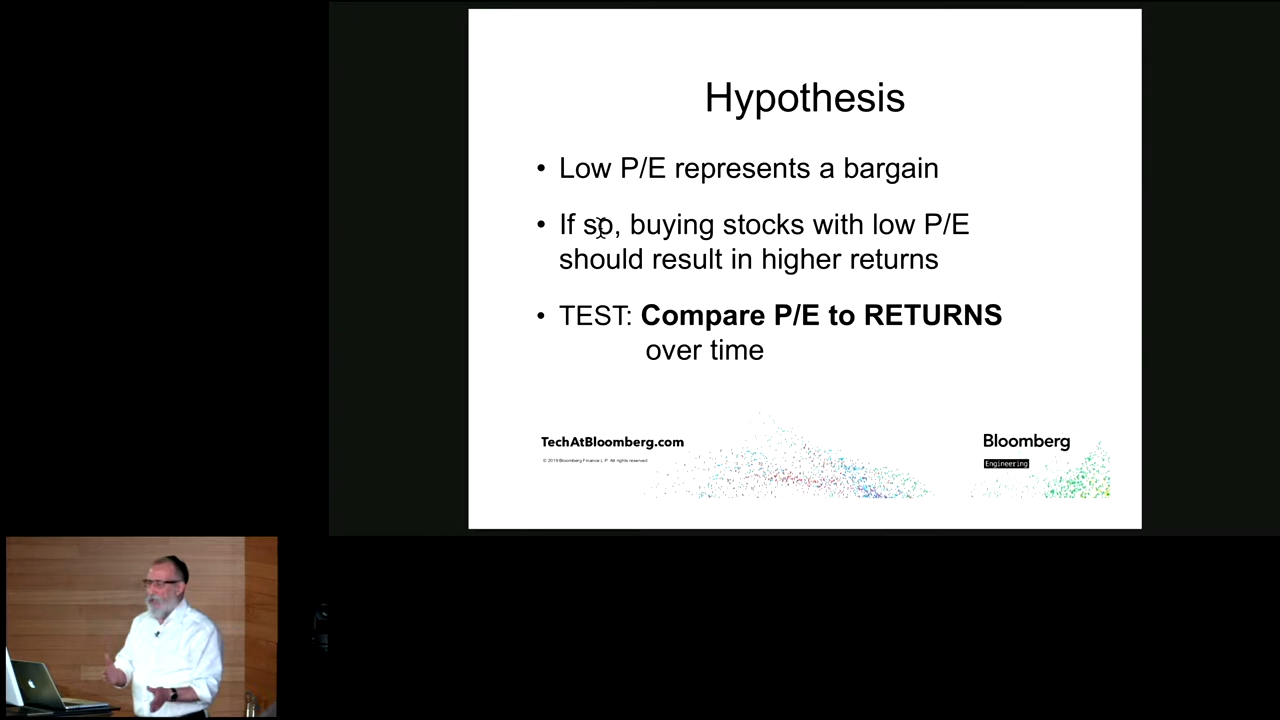 Hypothesis
• Low P/E represents a bargain
• If so, buying stocks with low P/E
should result in higher returns
• TEST: Compare P/E to RETURNS
over time
TechAtBloomberg.com
© 2019 Bloomberg Finance L.P. All rights reserved.
Bloomberg
Engineering